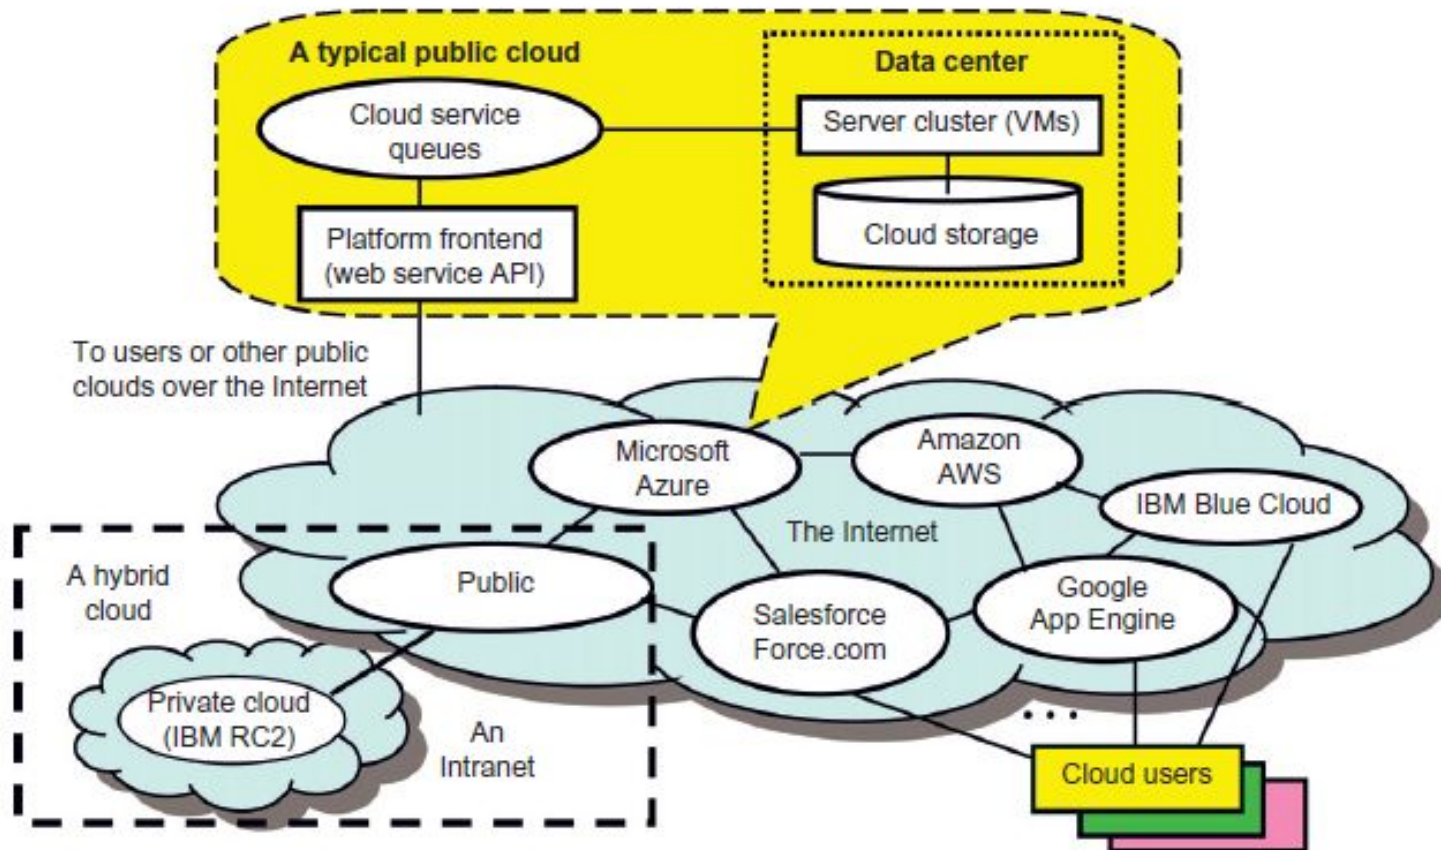 A typical public cloud
Data center
Cloud service
queues
Server cluster (VMs)
Platform frontend
(web service API)
Cloud storage
To users or other public
clouds over the Internet
Microsoft
Azure
Amazon
AWS
IBM Blue Cloud
The Internet
A hybrid
cloud
Public
Salesforce
Force.com
Google
App Engine
Private cloud
(IBM RC2)
An
Intranet
...
Cloud users